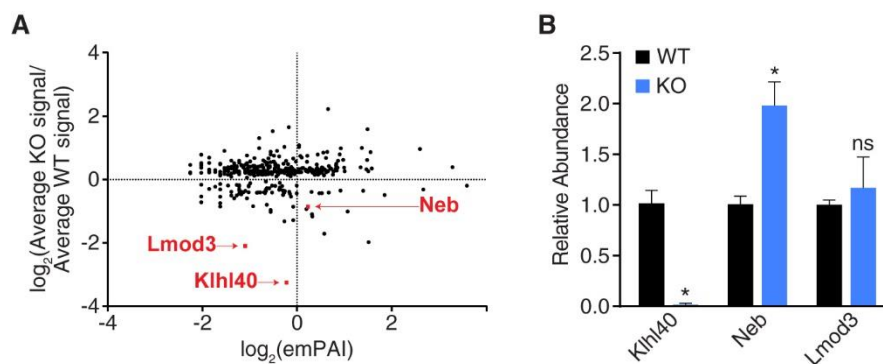 A
log2(Average KO signal/
Average WT signal)
4
2
0
-2
-4
Neb
Lmod3
Klhl40
-4
-2
0
2
log2(emPAI)
B
WT
KO
Relative Abundance
2.5
2.0
1.5
1.0
0.5
0.0
*
*
ns
Klhl40
Neb
Lmod3